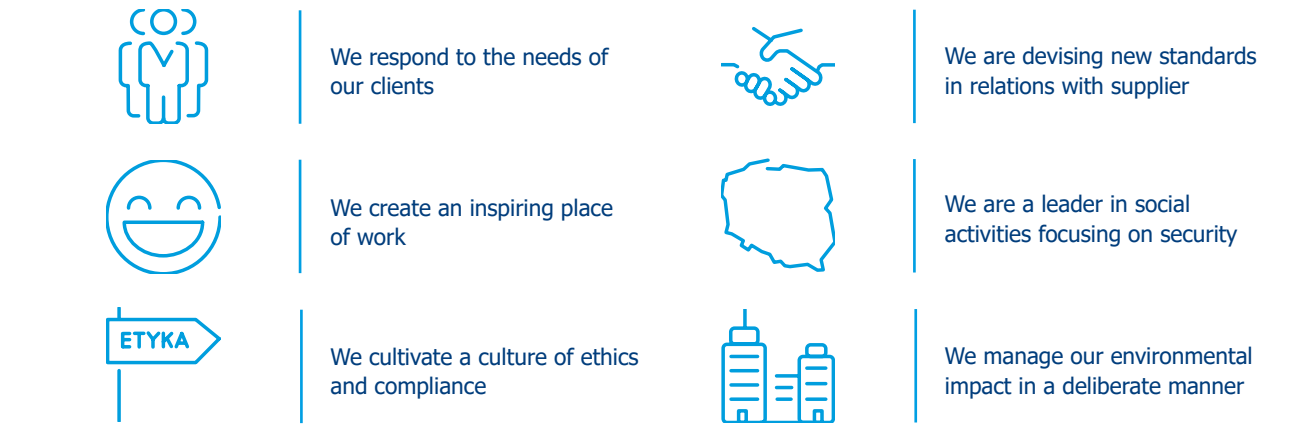 We respond to the needs of
our clients
We are devising new standards
in relations with supplier
We create an inspiring place
of work
We are a leader in social
activities focusing on security
ETYKA
We cultivate a culture of ethics
and compliance
We manage our environmental
impact in a deliberate manner